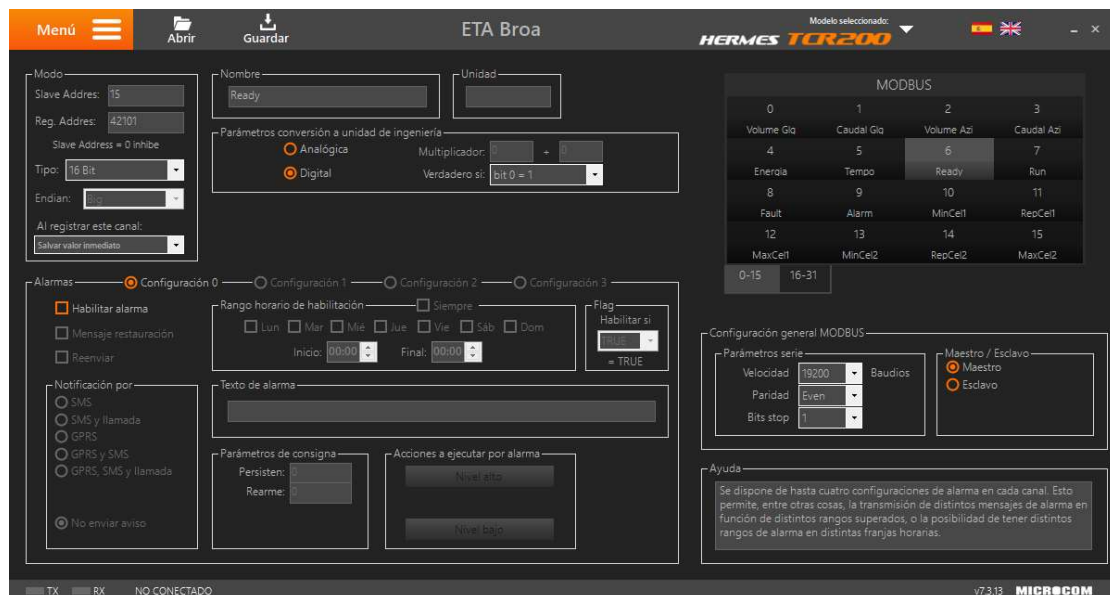 Menú
Abrir
Guardar
ETA Broa
Modelo seleccionado:
HERMES TCR200
Modo
Slave Addres: 15
Reg. Addres: 42101
Slave Address = 0 inhibe
Tipo: 16 Bit
Endian: Big
Al registrar este canal:
Salvar valor inmediato
Nombre
Ready
Unidad
Parámetros conversión a unidad de ingeniería
Analógica
Multiplicador: 0 ÷ 0
Digital
Verdadero si: bit 0 = 1
MODBUS
0 1 2 3
Volume Glq Caudal Glq Volume Azi Caudal Azi
4 5 6 7
Energia Tempo Ready Run
8 9 10 11
Fault Alarm MinCel1 RepCel1
12 13 14 15
MaxCel1 MinCel2 RepCel2 MaxCel2
0-15 16-31
Alarmas Configuración 0 Configuración 1 Configuración 2 Configuración 3
Habilitar alarma
Mensaje restauración
Reenviar
Rango horario de habilitación Siempre
Lun Mar Mié Jue Vie Sáb Dom
Inicio: 00:00 Final: 00:00
Flag
Habilitar si
TRUE
= TRUE
Notificación por
SMS
SMS y llamada
GPRS
GPRS y SMS
GPRS, SMS y llamada
No enviar aviso
Texto de alarma
Parámetros de consigna
Persisten: 0
Rearme: 0
Acciones a ejecutar por alarma
Nivel alto
Nivel bajo
Configuración general MODBUS
Parámetros serie
Velocidad 19200 Baudios
Paridad Even
Bits stop 1
Maestro / Esclavo
Maestro
Esclavo
Ayuda
Se dispone de hasta cuatro configuraciones de alarma en cada canal. Esto
permite, entre otras cosas, la transmisión de distintos mensajes de alarma en
función de distintos rangos superados, o la posibilidad de tener distintos
rangos de alarma en distintas franjas horarias.
TX RX NO CONECTADO
v7.3.13 MICROCOM